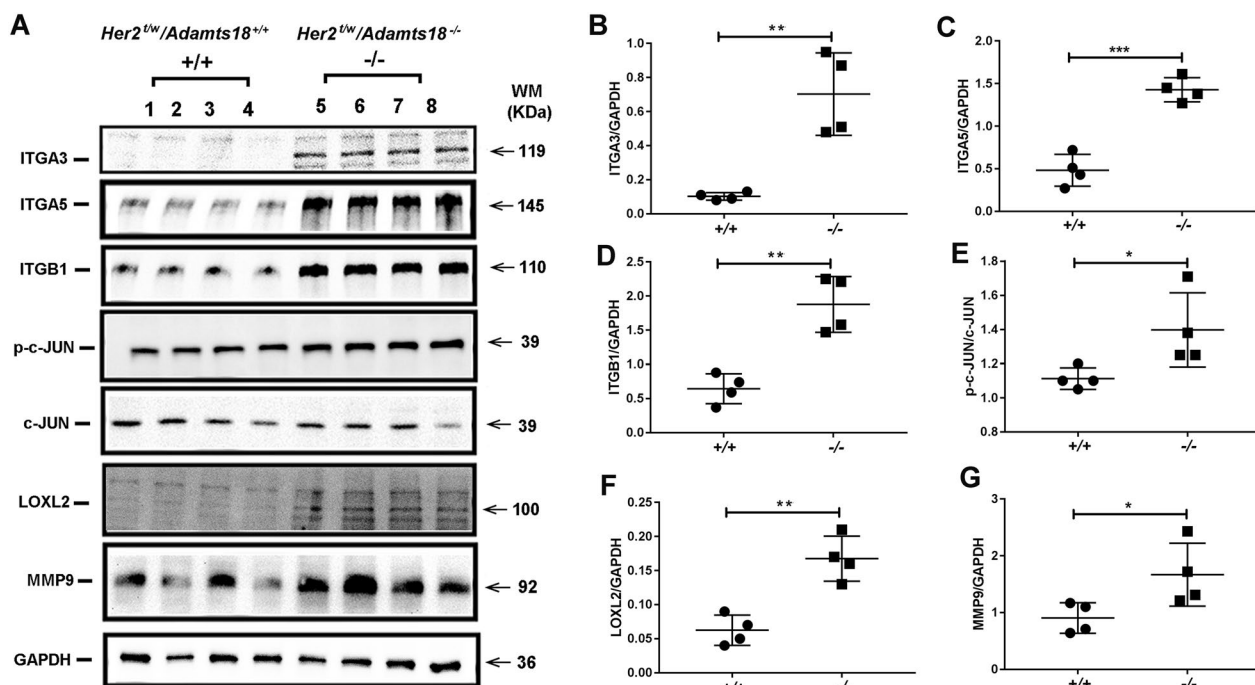 A
Her2^t/w/Adamts18^+/+
Her2^t/w/Adamts18^-/-
+/+
-/-
WM
(KDa)
1 2 3 4 5 6 7 8
ITGA3
119
ITGA5
145
ITGB1
110
p-c-JUN
39
c-JUN
39
LOXL2
100
MMP9
92
GAPDH
36
B
**
ITGA3/GAPDH
1.0
0.8
0.6
0.4
0.2
0.0
+/+
-/-
C
***
ITGA5/GAPDH
2.0
1.5
1.0
0.5
0.0
+/+
-/-
D
**
ITGB1/GAPDH
2.5
2.0
1.5
1.0
0.5
0.0
+/+
-/-
E
*
p-c-JUN/c-JUN
1.8
1.6
1.4
1.2
1.0
0.8
+/+
-/-
F
**
LOXL2/GAPDH
0.25
0.20
0.15
0.10
0.05
0.00
+/+
-/-
G
*
MMP9/GAPDH
3
2
1
0
+/+
-/-